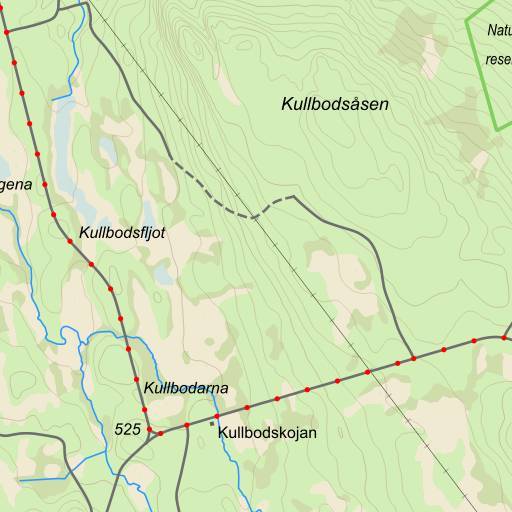 Natu
rese
Kullbodsåsen
gena
Kullbodsfljot
Kullbodarna
525
Kullbodskojan